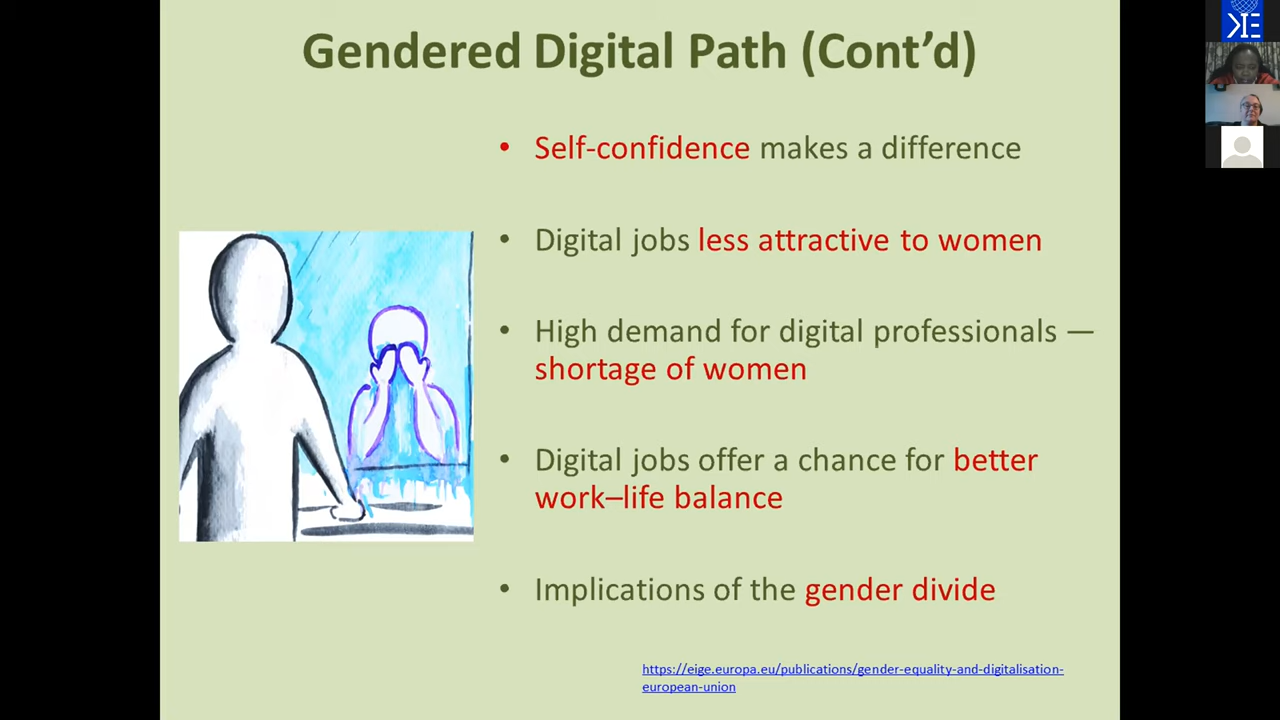 Gendered Digital Path (Cont’d)
• Self-confidence makes a difference
• Digital jobs less attractive to women
• High demand for digital professionals —
shortage of women
• Digital jobs offer a chance for better
work–life balance
• Implications of the gender divide
https://eige.europa.eu/publications/gender-equality-and-digitalisation-
european-union